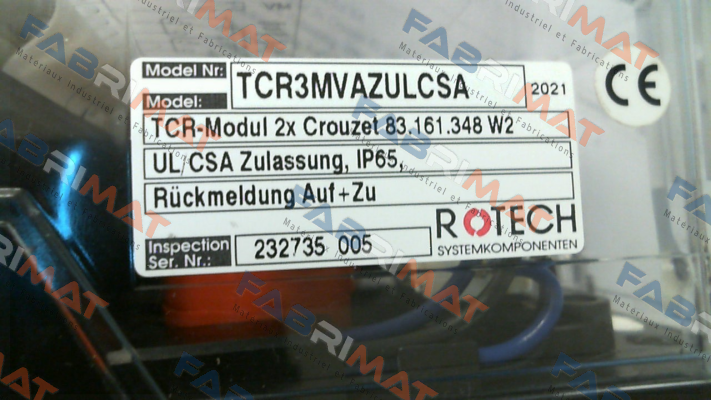 Model Nr: TCR3MVAZULCSA 2021
Model:
TCR-Modul 2x Crouzet 83.161.348 W2
UL/CSA Zulassung, IP65,
Rückmeldung Auf+Zu
Inspection Ser. Nr.: 232735 005
ROTECH
SYSTEMKOMPONENTEN
CE
FABRIMAT
Matériaux Industriel et Fabrications